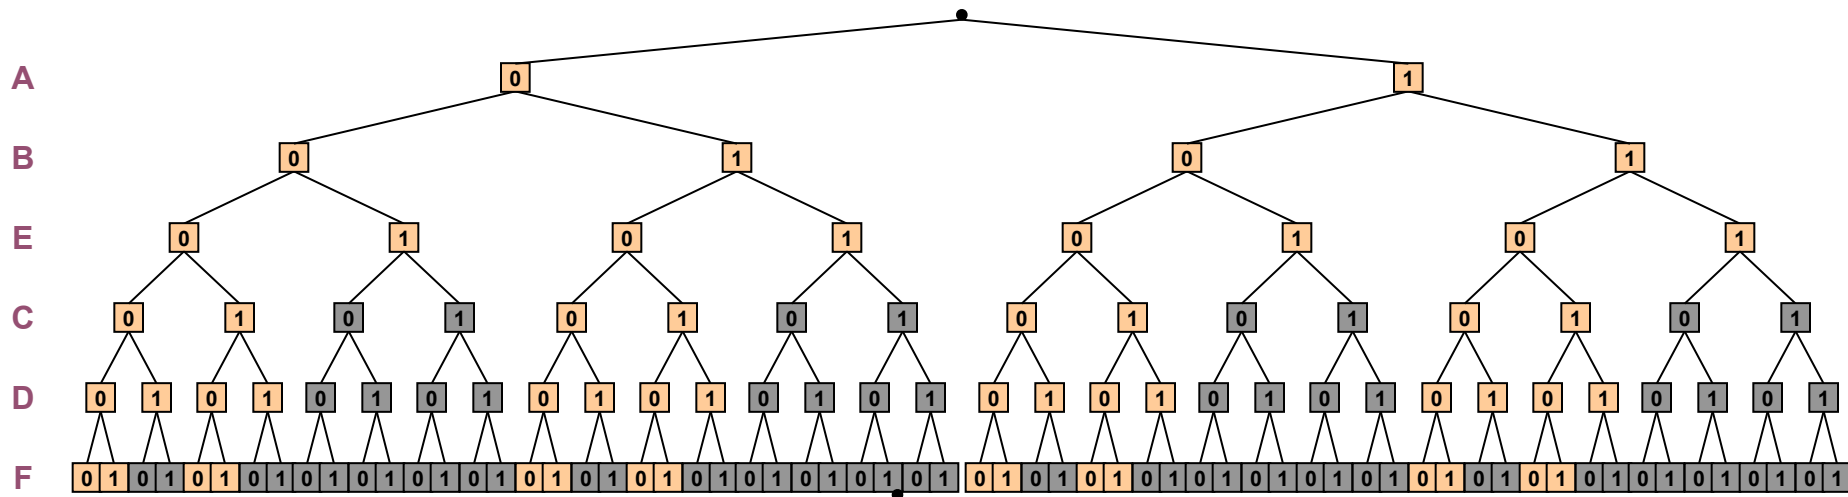 A 0 1
B 0 1 0 1
E 0 1 0 1 0 1 0 1
C 0 1 0 1 0 1 0 1 0 1 0 1 0 1 0 1
D 0 1 0 1 0 1 0 1 0 1 0 1 0 1 0 1 0 1 0 1 0 1 0 1 0 1 0 1 0 1 0 1
F 0 1 0 1 0 1 0 1 0 1 0 1 0 1 0 1 0 1 0 1 0 1 0 1 0 1 0 1 0 1 0 1 0 1 0 1 0 1 0 1 0 1 0 1 0 1 0 1 0 1 0 1 0 1 0 1 0 1 0 1 0 1 0 1